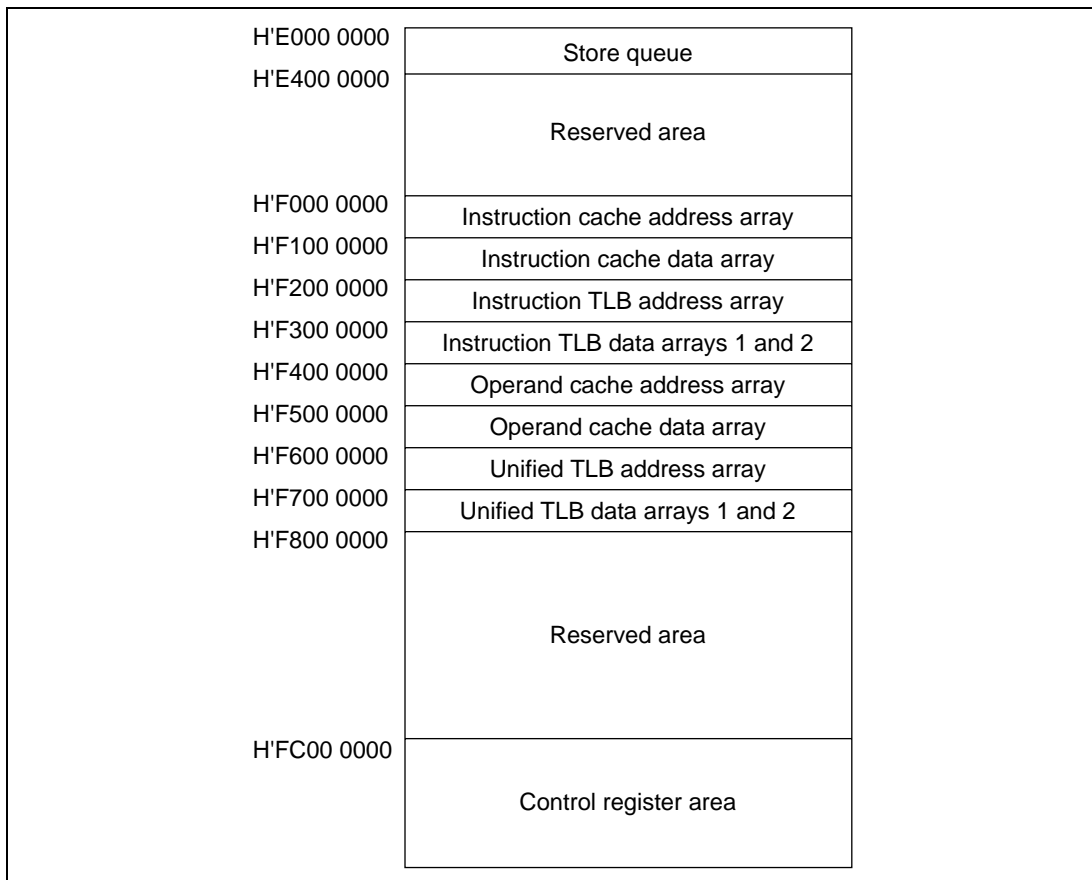 H'E000 0000
Store queue
H'E400 0000
Reserved area
H'F000 0000
Instruction cache address array
H'F100 0000
Instruction cache data array
H'F200 0000
Instruction TLB address array
H'F300 0000
Instruction TLB data arrays 1 and 2
H'F400 0000
Operand cache address array
H'F500 0000
Operand cache data array
H'F600 0000
Unified TLB address array
H'F700 0000
Unified TLB data arrays 1 and 2
H'F800 0000
Reserved area
H'FC00 0000
Control register area